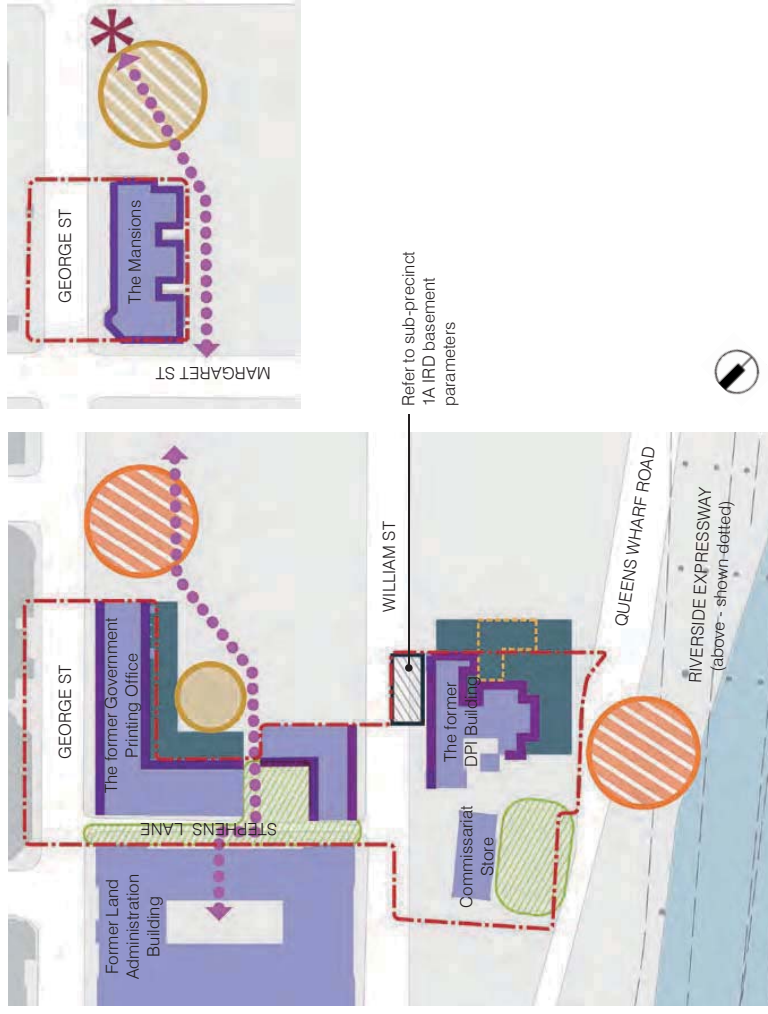 GEORGE ST
The Mansions
MARGARET ST
Refer to sub-precinct
1A IRD basement
parameters
GEORGE ST
The former Government
Printing Office
STEPHENS LANE
Former Land
Administration
Building
WILLIAM ST
The former
DPI Building
Commissariat
Store
QUEENS WHARF ROAD
RIVERSIDE EXPRESSWAY
(above - shown dotted)